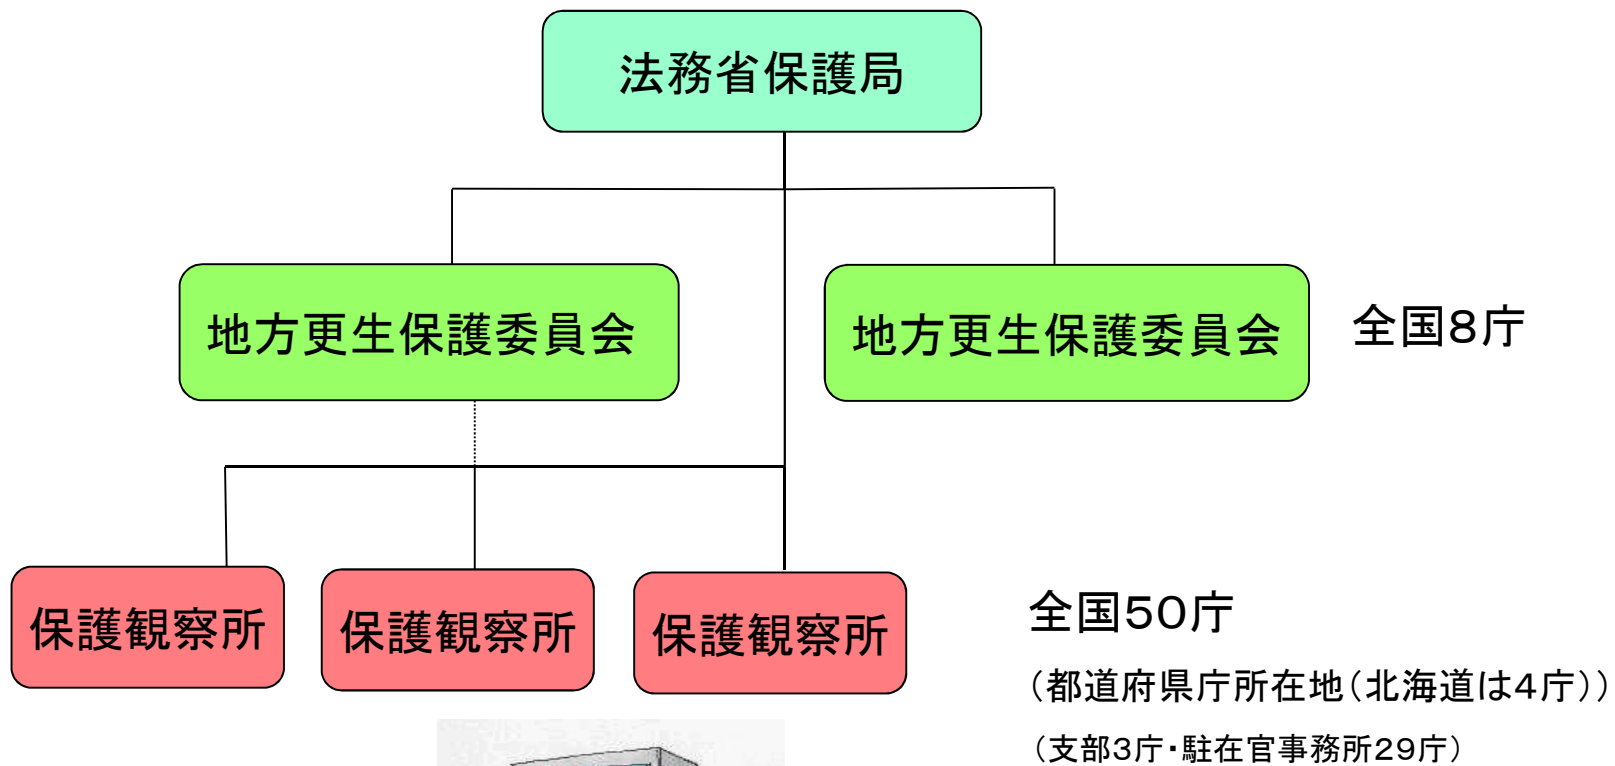 法務省保護局
地方更生保護委員会
地方更生保護委員会
全国8庁
保護観察所
保護観察所
保護観察所
全国50庁
（都道府県庁所在地（北海道は4庁））
（支部3庁・駐在官事務所29庁）